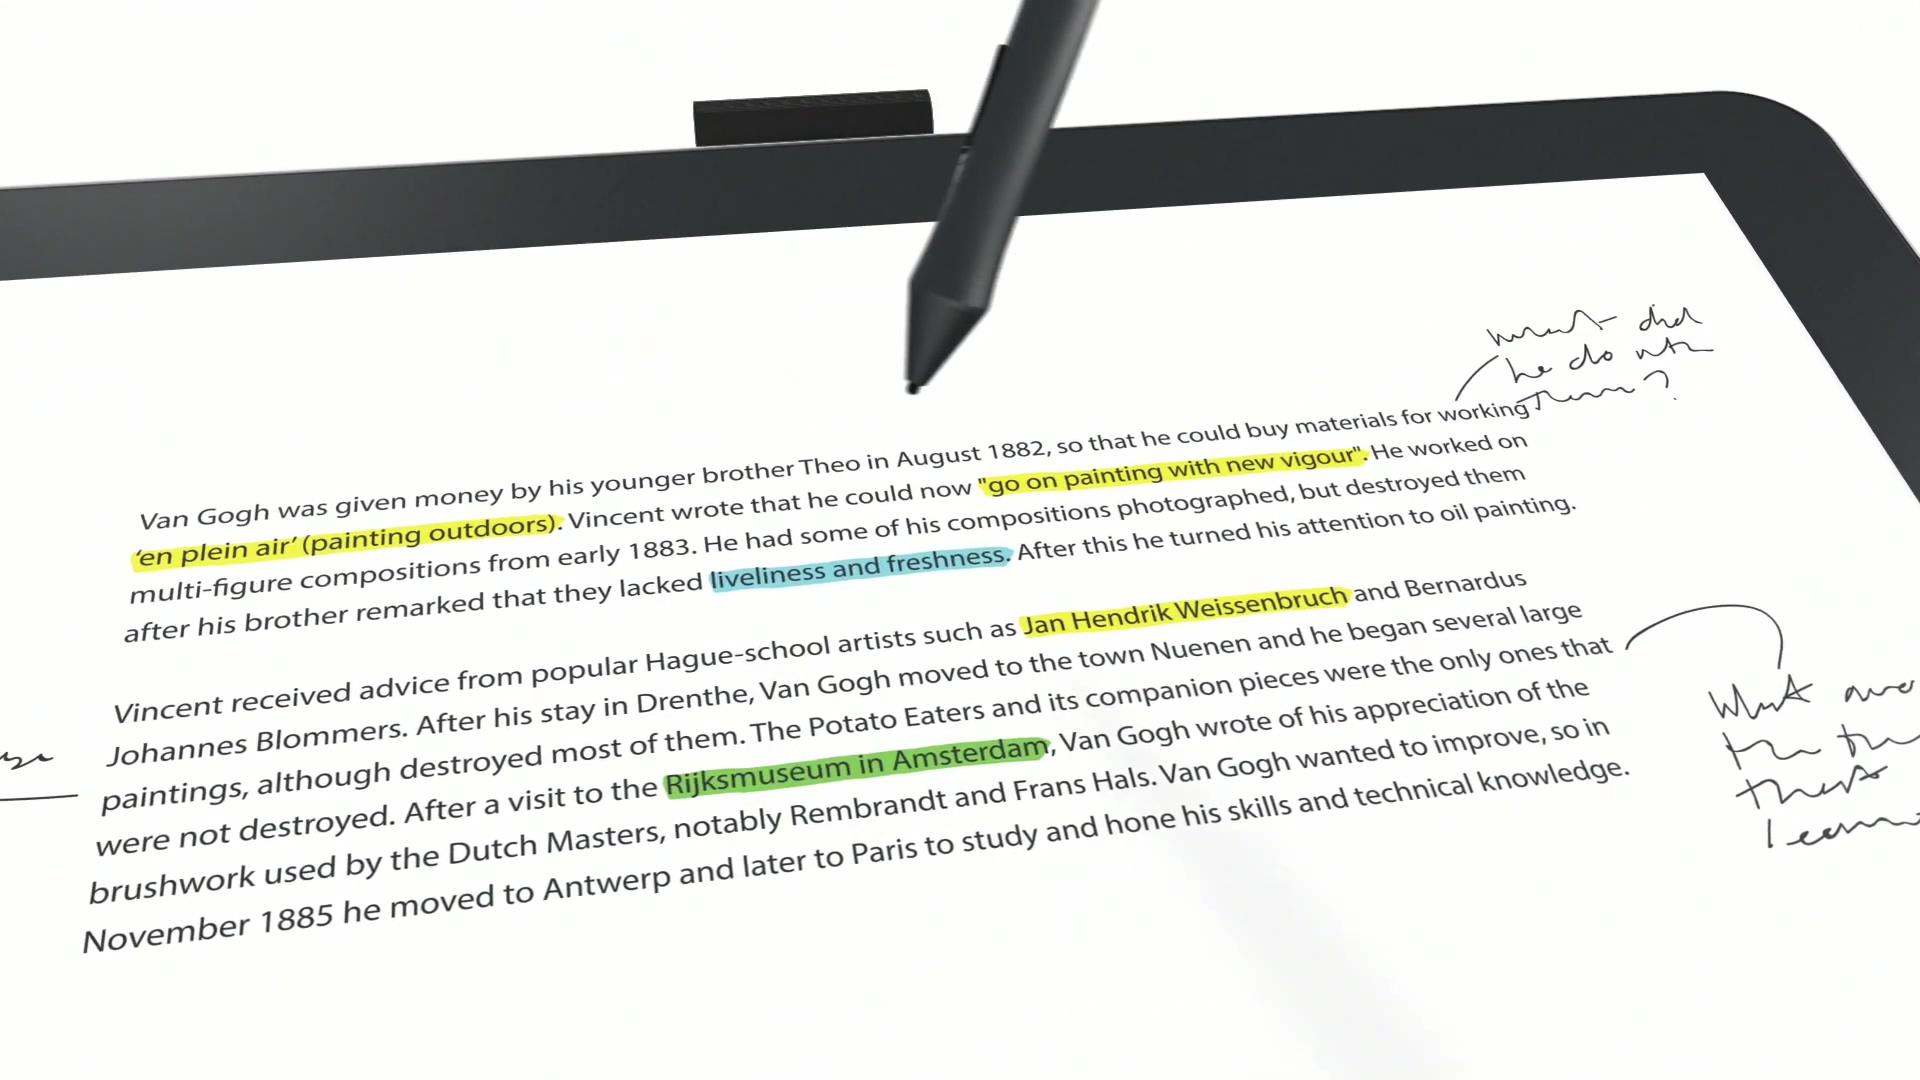 what did
he do with
them?
Van Gogh was given money by his younger brother Theo in August 1882, so that he could buy materials for working
'en plein air' (painting outdoors). Vincent wrote that he could now "go on painting with new vigour". He worked on
multi-figure compositions from early 1883. He had some of his compositions photographed, but destroyed them
after his brother remarked that they lacked liveliness and freshness. After this he turned his attention to oil painting.
Vincent received advice from popular Hague-school artists such as Jan Hendrik Weissenbruch and Bernardus
Johannes Blommers. After his stay in Drenthe, Van Gogh moved to the town Nuenen and he began several large
paintings, although destroyed most of them. The Potato Eaters and its companion pieces were the only ones that
were not destroyed. After a visit to the Rijksmuseum in Amsterdam, Van Gogh wrote of his appreciation of the
brushwork used by the Dutch Masters, notably Rembrandt and Frans Hals. Van Gogh wanted to improve, so in
November 1885 he moved to Antwerp and later to Paris to study and hone his skills and technical knowledge.
What are
the